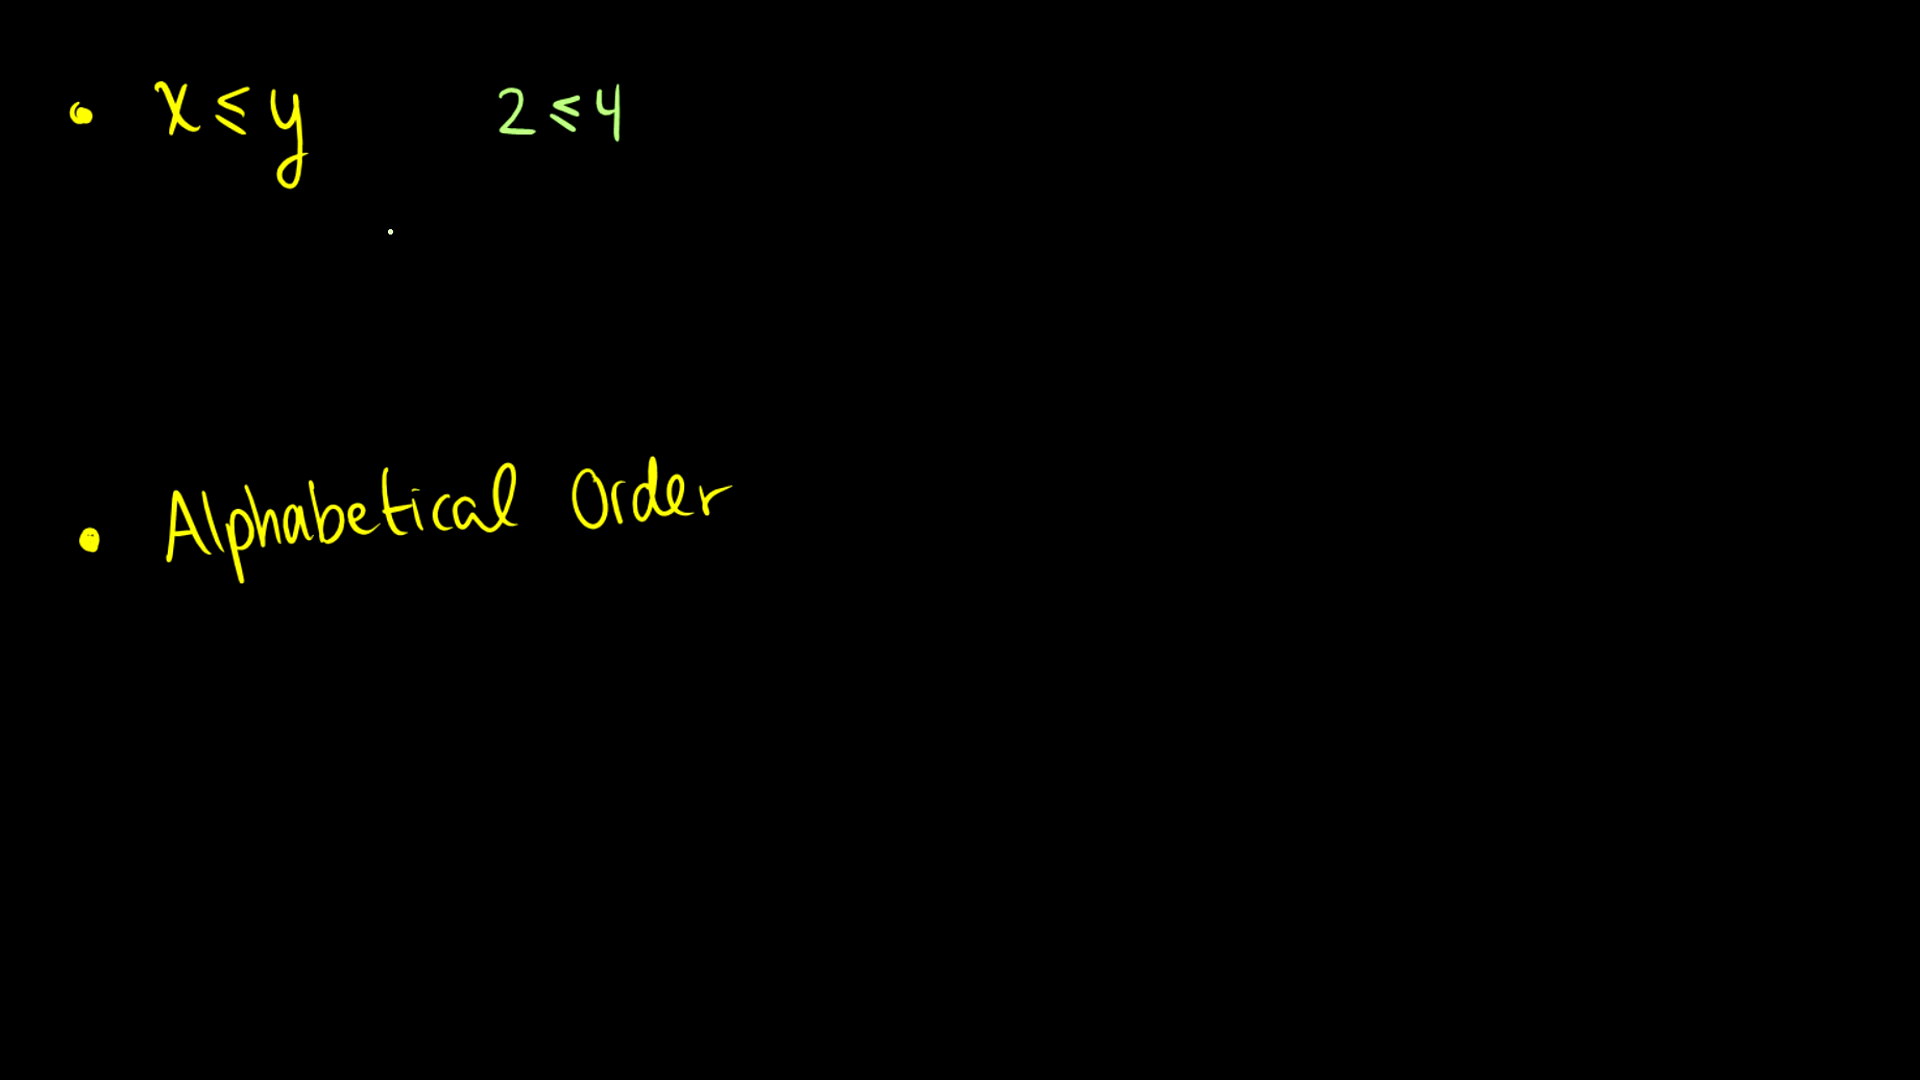 • x ≤ y 2 ≤ 4
• Alphabetical Order